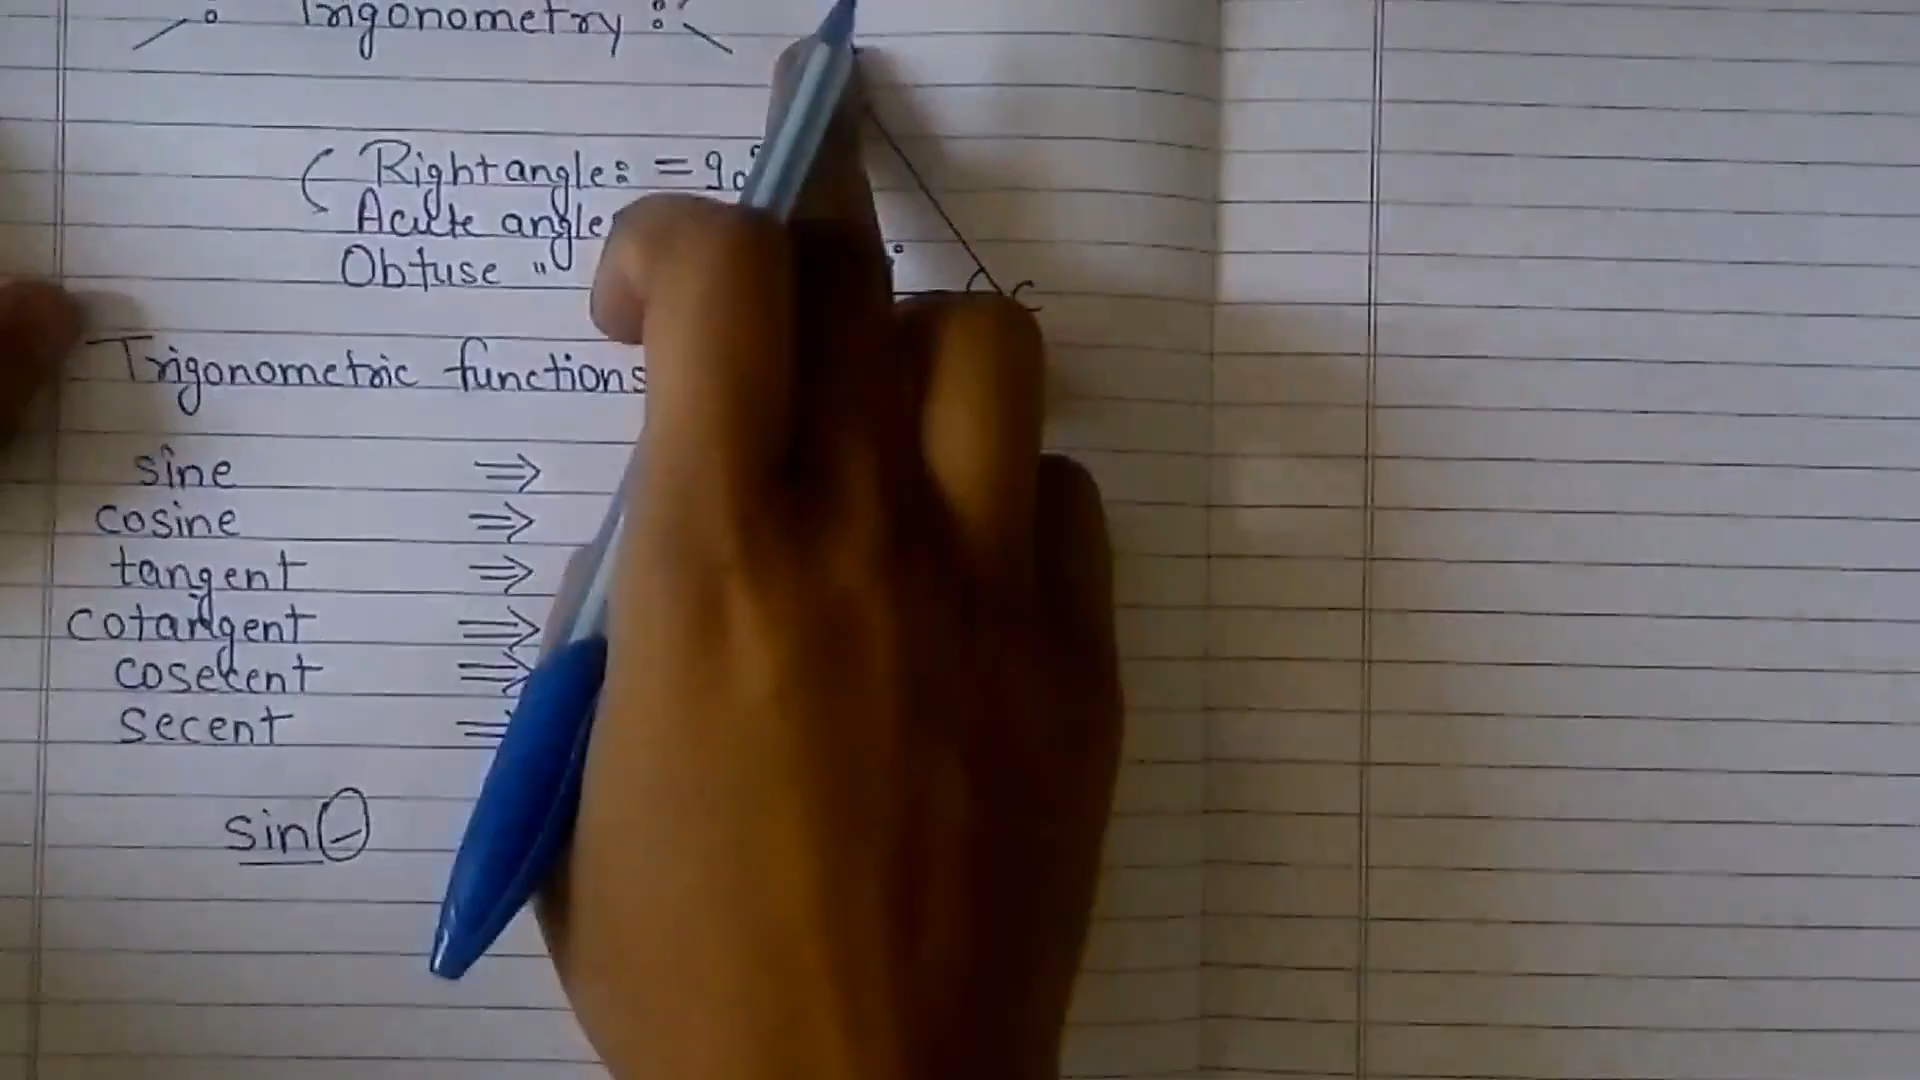 Trigonometry :
Right angle: = 90°
Acute angle
Obtuse "
C
Trigonometric functions
sine ⇒
cosine ⇒
tangent ⇒
cotangent ⇒
cosecent ⇒
secent ⇒
sinθ